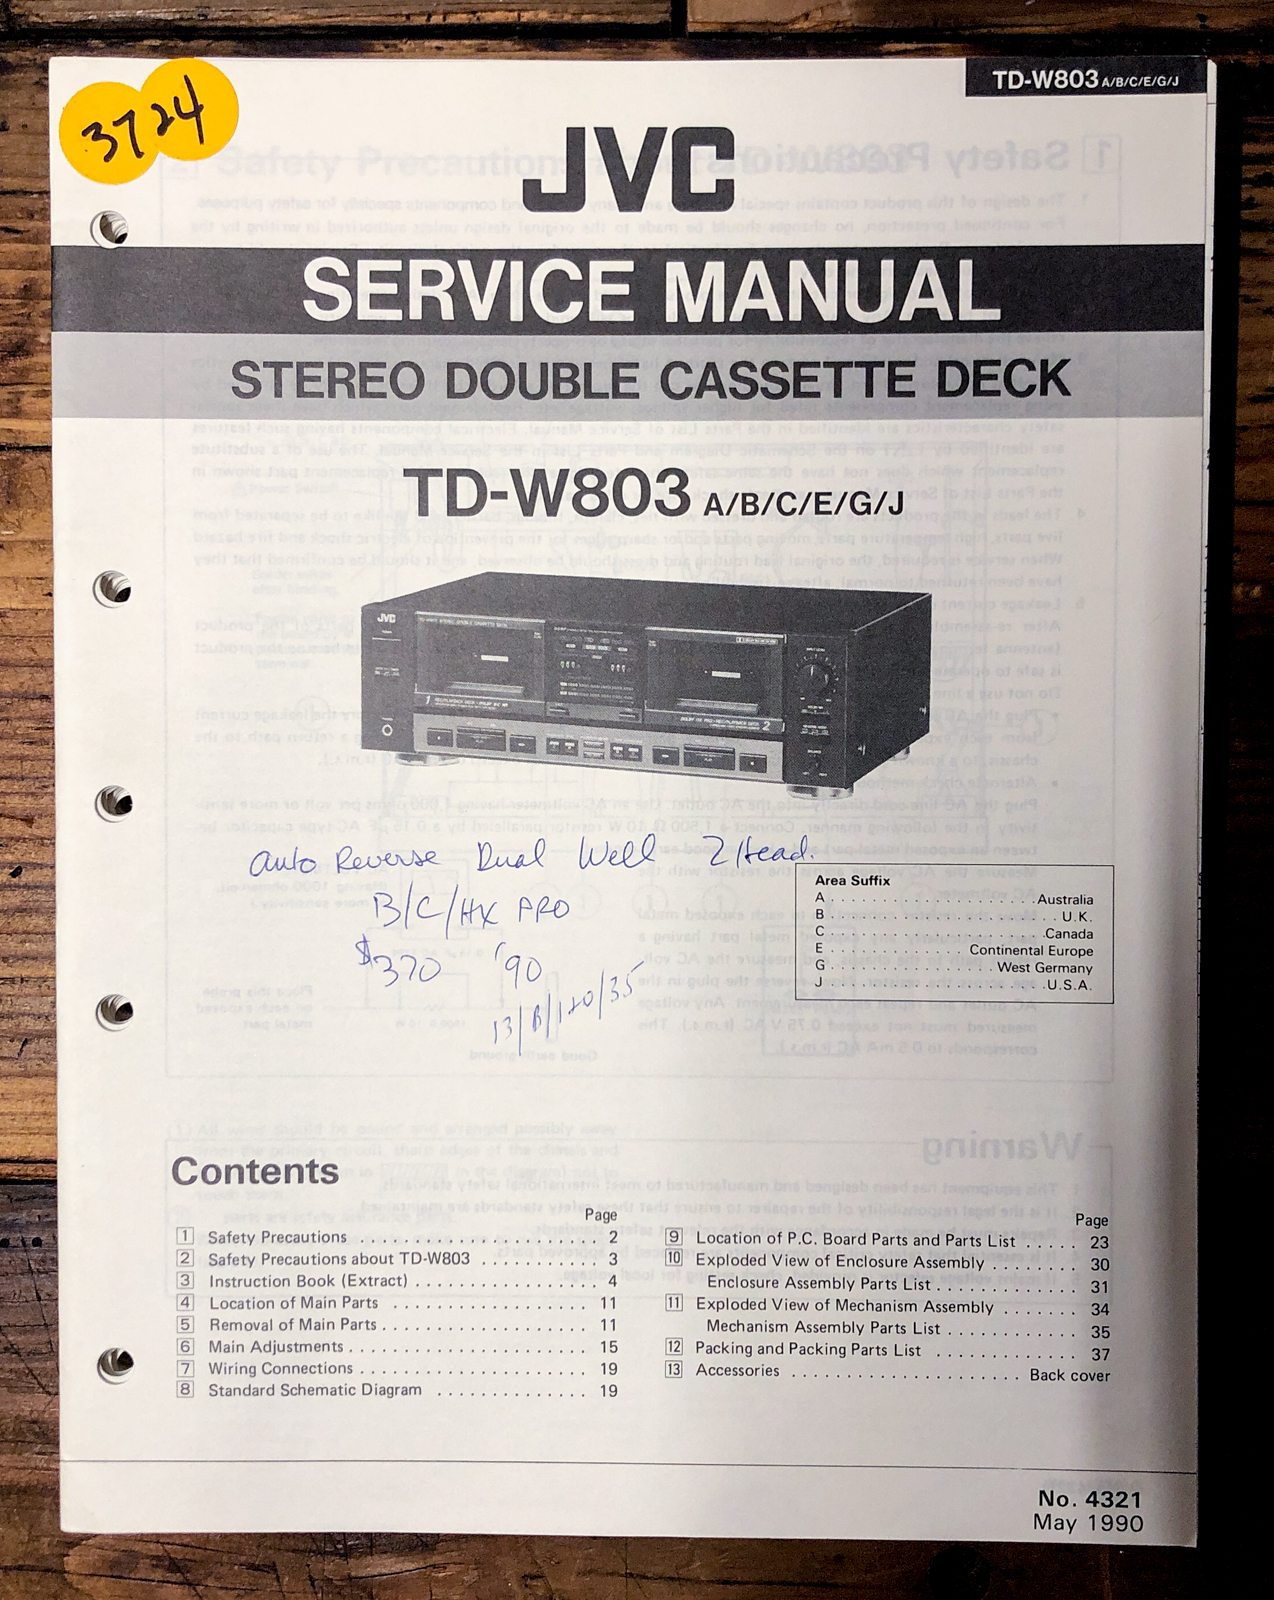 TD-W803 A/B/C/E/G/J
3724
JVC
SERVICE MANUAL
STEREO DOUBLE CASSETTE DECK
TD-W803 A/B/C/E/G/J
JVC
1
2
Auto Reverse Dual Well 2 Head.
B/C/HX PRO
$370 '90
Area Suffix
A . . . . . . . . . . . . . . . . . . . Australia
B . . . . . . . . . . . . . . . . . . . . . U.K.
C . . . . . . . . . . . . . . . . . . . Canada
E . . . . . . . . . . . . Continental Europe
G . . . . . . . . . . . . . . West Germany
J . . . . . . . . . . . . . . . . . . . . U.S.A.
Contents
Page
1 Safety Precautions . . . . . . . . . . . . . . . . . . . 2
2 Safety Precautions about TD-W803 . . . . . . . . . . 3
3 Instruction Book (Extract) . . . . . . . . . . . . . . . 4
4 Location of Main Parts . . . . . . . . . . . . . . . . 11
5 Removal of Main Parts . . . . . . . . . . . . . . . . . 11
6 Main Adjustments . . . . . . . . . . . . . . . . . . . 15
7 Wiring Connections . . . . . . . . . . . . . . . . . . 19
8 Standard Schematic Diagram . . . . . . . . . . . . 19
Page
9 Location of P.C. Board Parts and Parts List . . . . . . 23
10 Exploded View of Enclosure Assembly . . . . . . . . 30
Enclosure Assembly Parts List . . . . . . . . . . . . 31
11 Exploded View of Mechanism Assembly . . . . . . . 34
Mechanism Assembly Parts List . . . . . . . . . . . 35
12 Packing and Packing Parts List . . . . . . . . . . . . 37
13 Accessories . . . . . . . . . . . . . . . . . . . . Back cover
No. 4321
May 1990